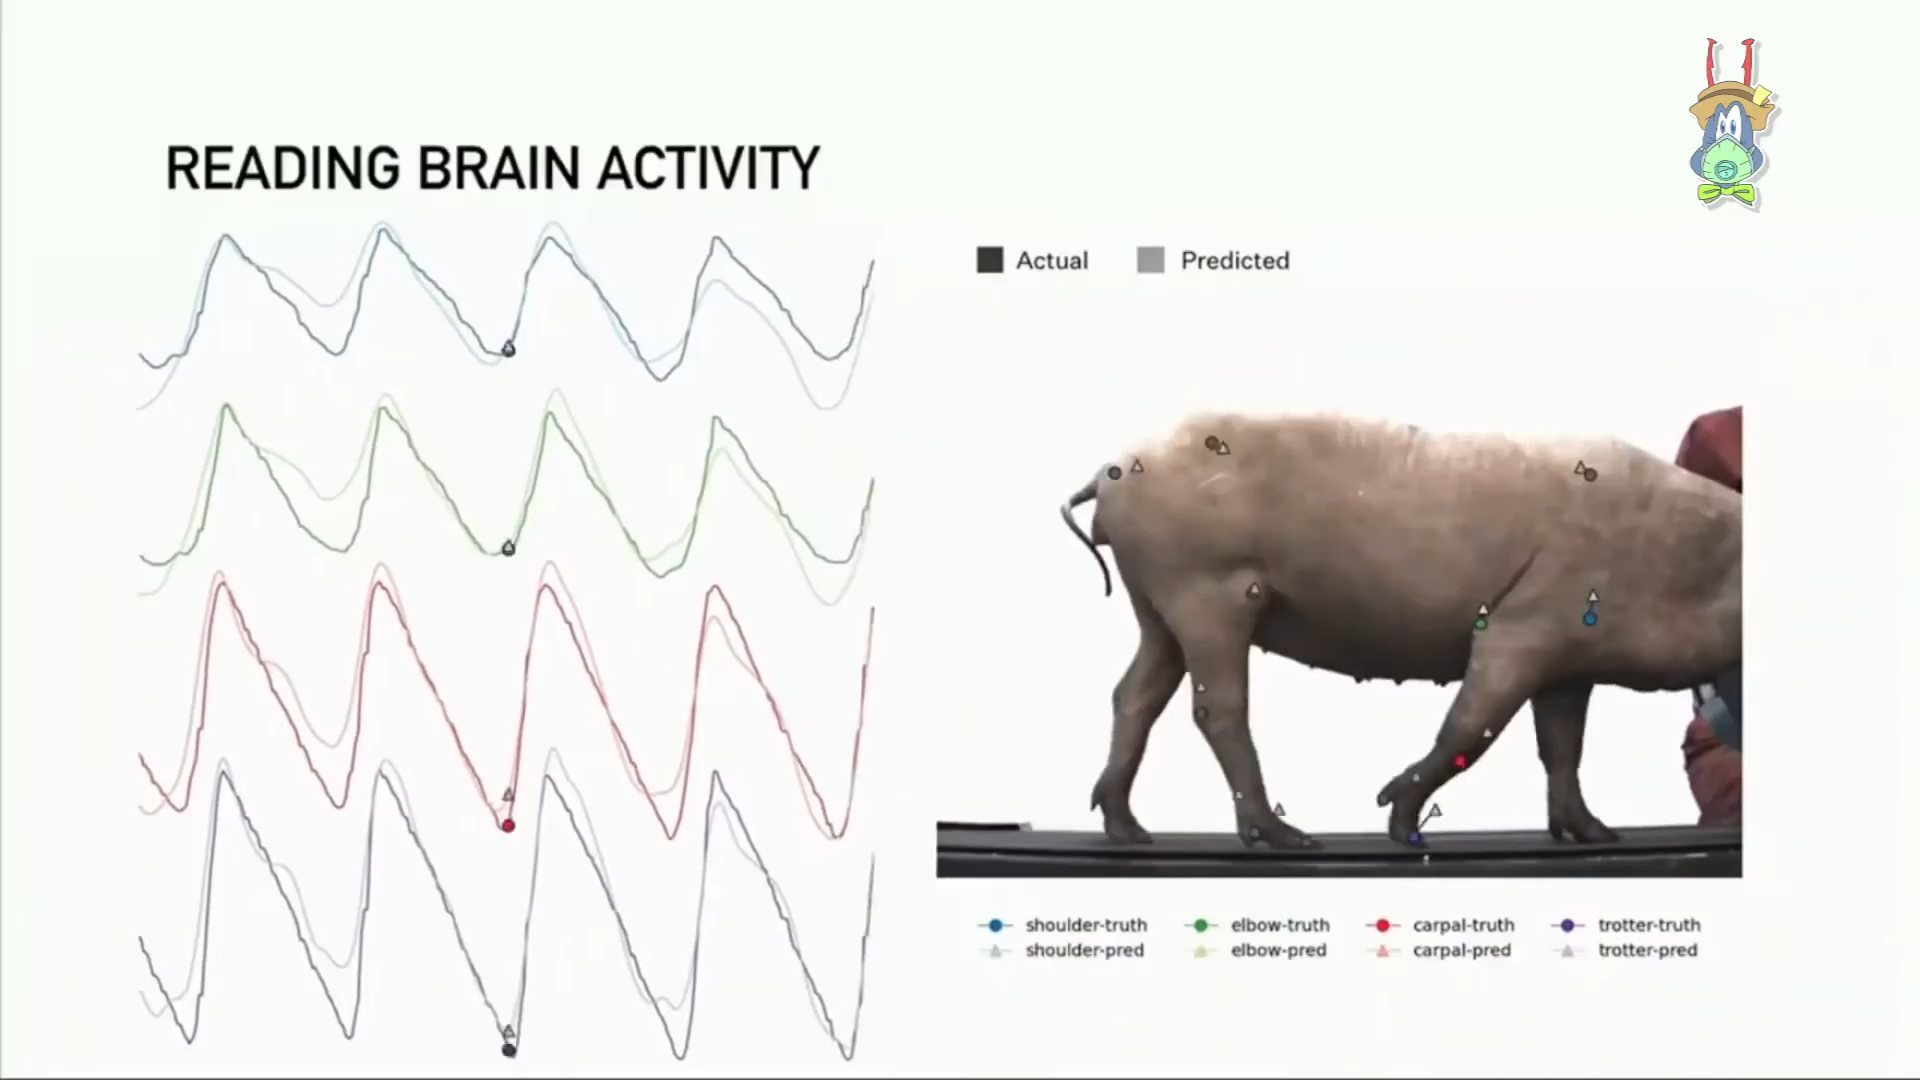 READING BRAIN ACTIVITY
Actual Predicted
shoulder-truth elbow-truth carpal-truth trotter-truth
shoulder-pred elbow-pred carpal-pred trotter-pred